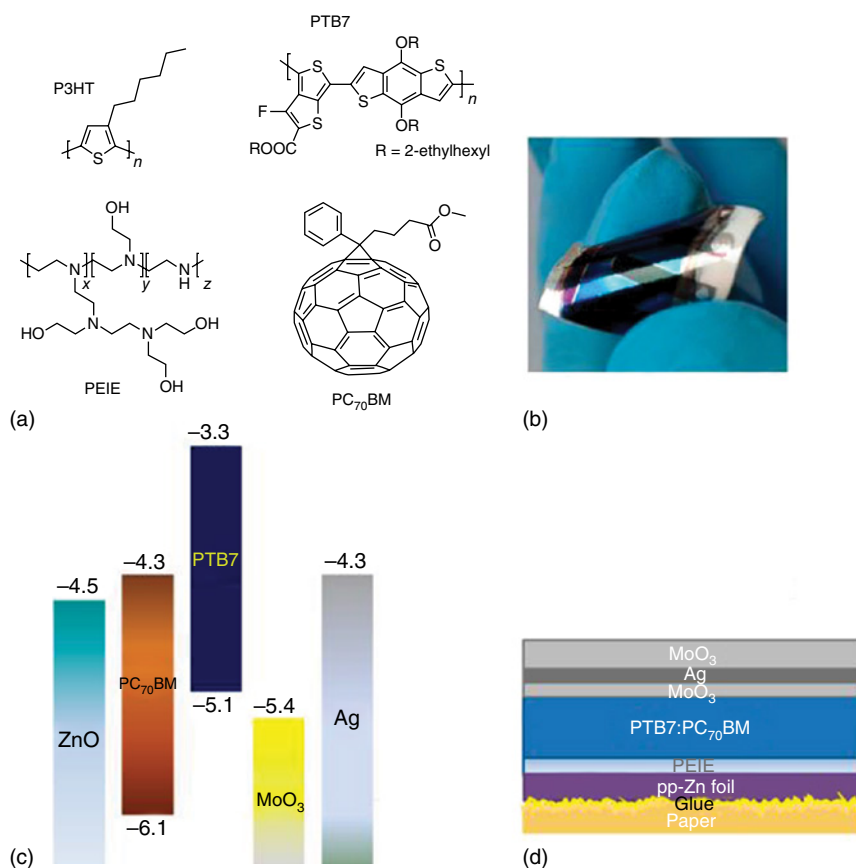 P3HT
S
n
PTB7
OR
S
S
n
F
S
S
OR
ROOC
R = 2-ethylhexyl
OH
N
x
N
y
NH
z
N
HO
N
OH
OH
PEIE
O
O
PC₇₀BM
(a)
(b)
–3.3
PTB7
–4.5
–4.3
–4.3
PC₇₀BM
–5.1
–5.4
ZnO
Ag
MoO₃
–6.1
(c)
MoO₃
Ag
MoO₃
PTB7:PC₇₀BM
PEIE
pp-Zn foil
Glue
Paper
(d)